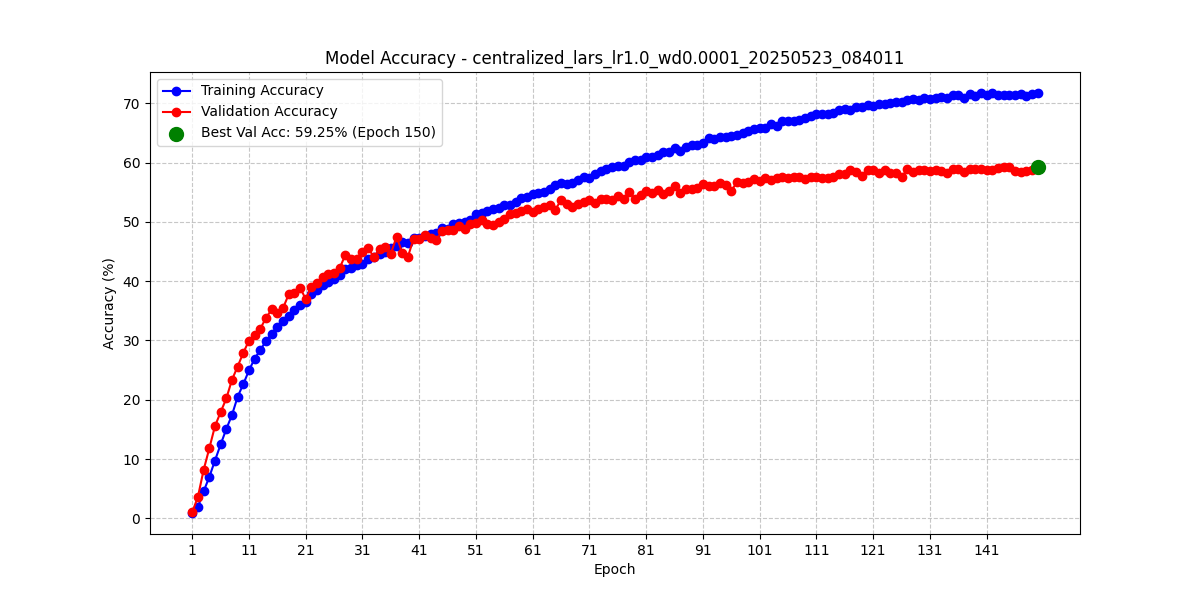 Model Accuracy - centralized_lars_lr1.0_wd0.0001_20250523_084011
Training Accuracy
Validation Accuracy
Best Val Acc: 59.25% (Epoch 150)
Accuracy (%)
70
60
50
40
30
20
10
0
1 11 21 31 41 51 61 71 81 91 101 111 121 131 141
Epoch